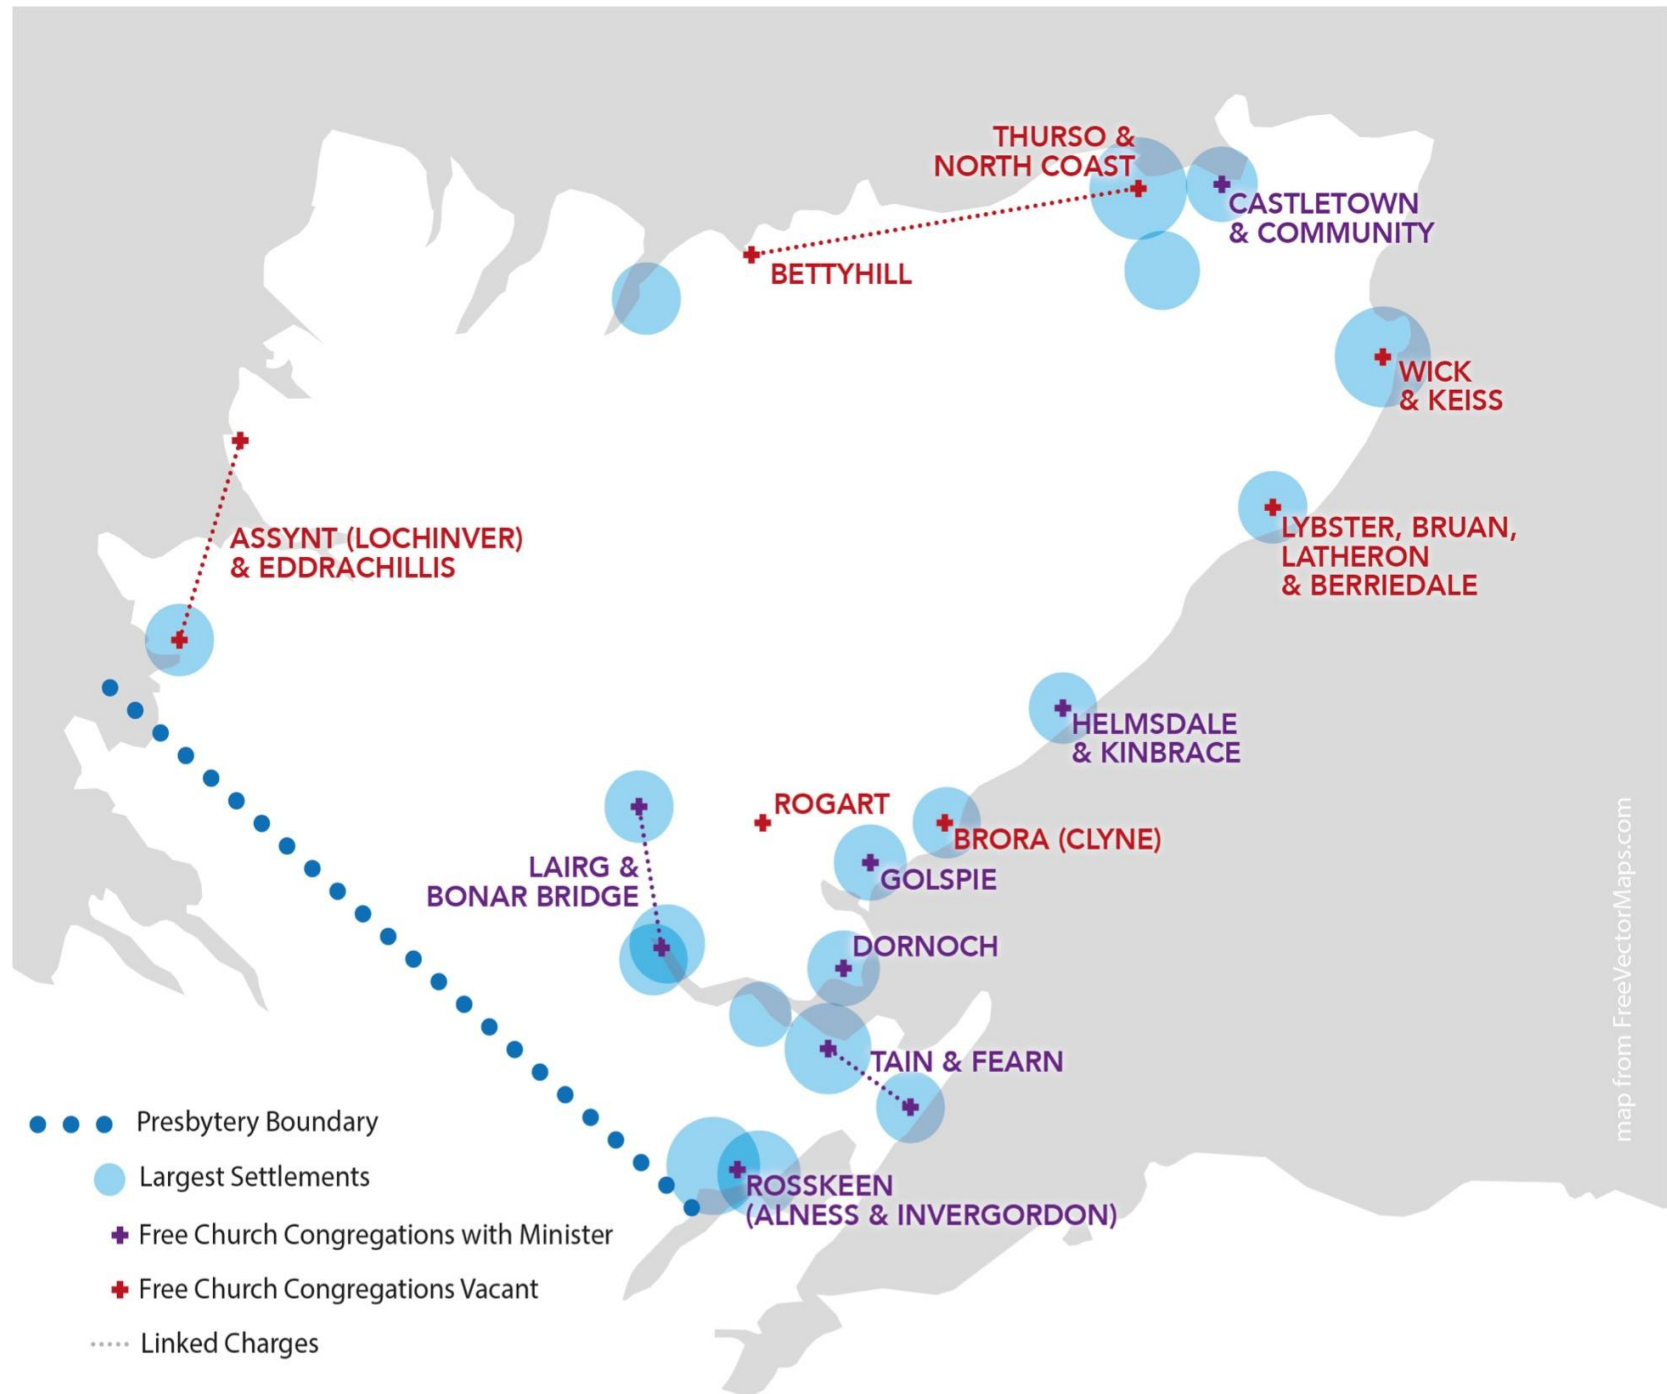 THURSO &
NORTH COAST
CASTLETOWN
& COMMUNITY
BETTYHILL
WICK
& KEISS
ASSYNT (LOCHINVER)
& EDDRACHILLIS
LYBSTER, BRUAN,
LATHERON
& BERRIEDALE
HELMSDALE
& KINBRACE
ROGART
BRORA (CLYNE)
LAIRG &
BONAR BRIDGE
GOLSPIE
DORNOCH
TAIN & FEARN
ROSSKEEN
(ALNESS & INVERGORDON)
map from FreeVectorMaps.com
Presbytery Boundary
Largest Settlements
Free Church Congregations with Minister
Free Church Congregations Vacant
Linked Charges